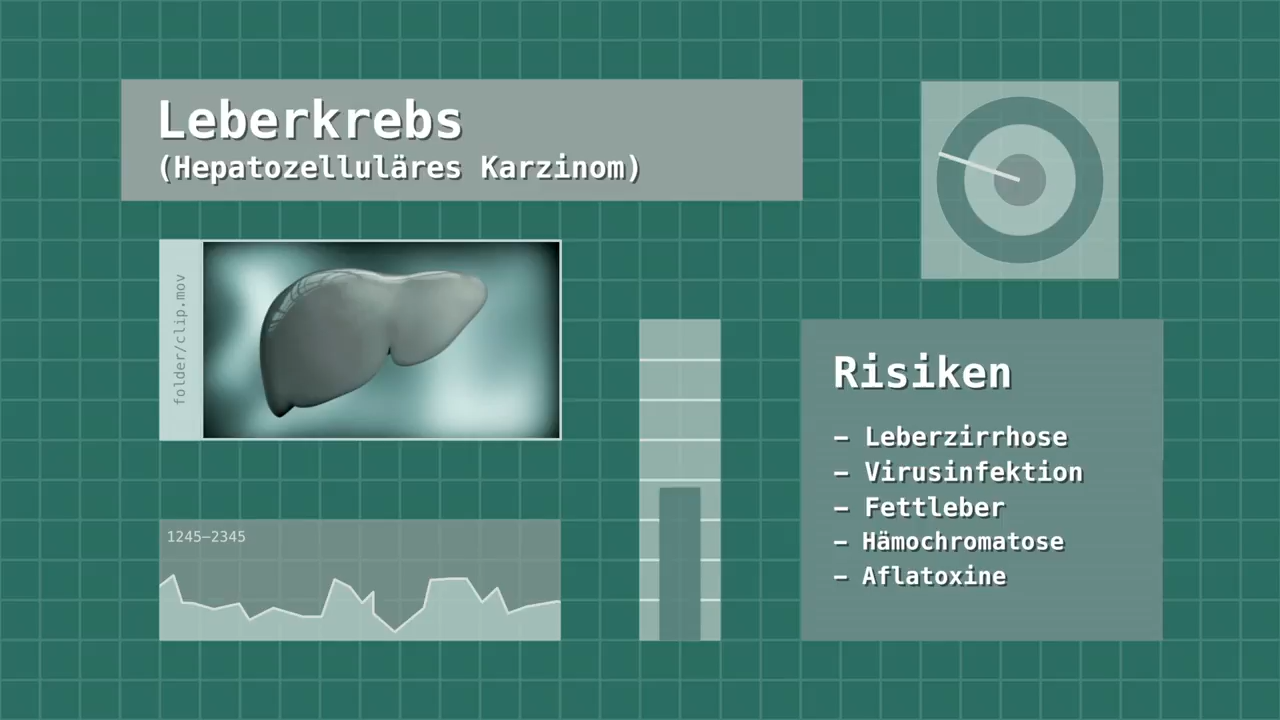 Leberkrebs
(Hepatozelluläres Karzinom)
folder/clip.mov
1245–2345
Risiken
– Leberzirrhose
– Virusinfektion
– Fettleber
– Hämochromatose
– Aflatoxine